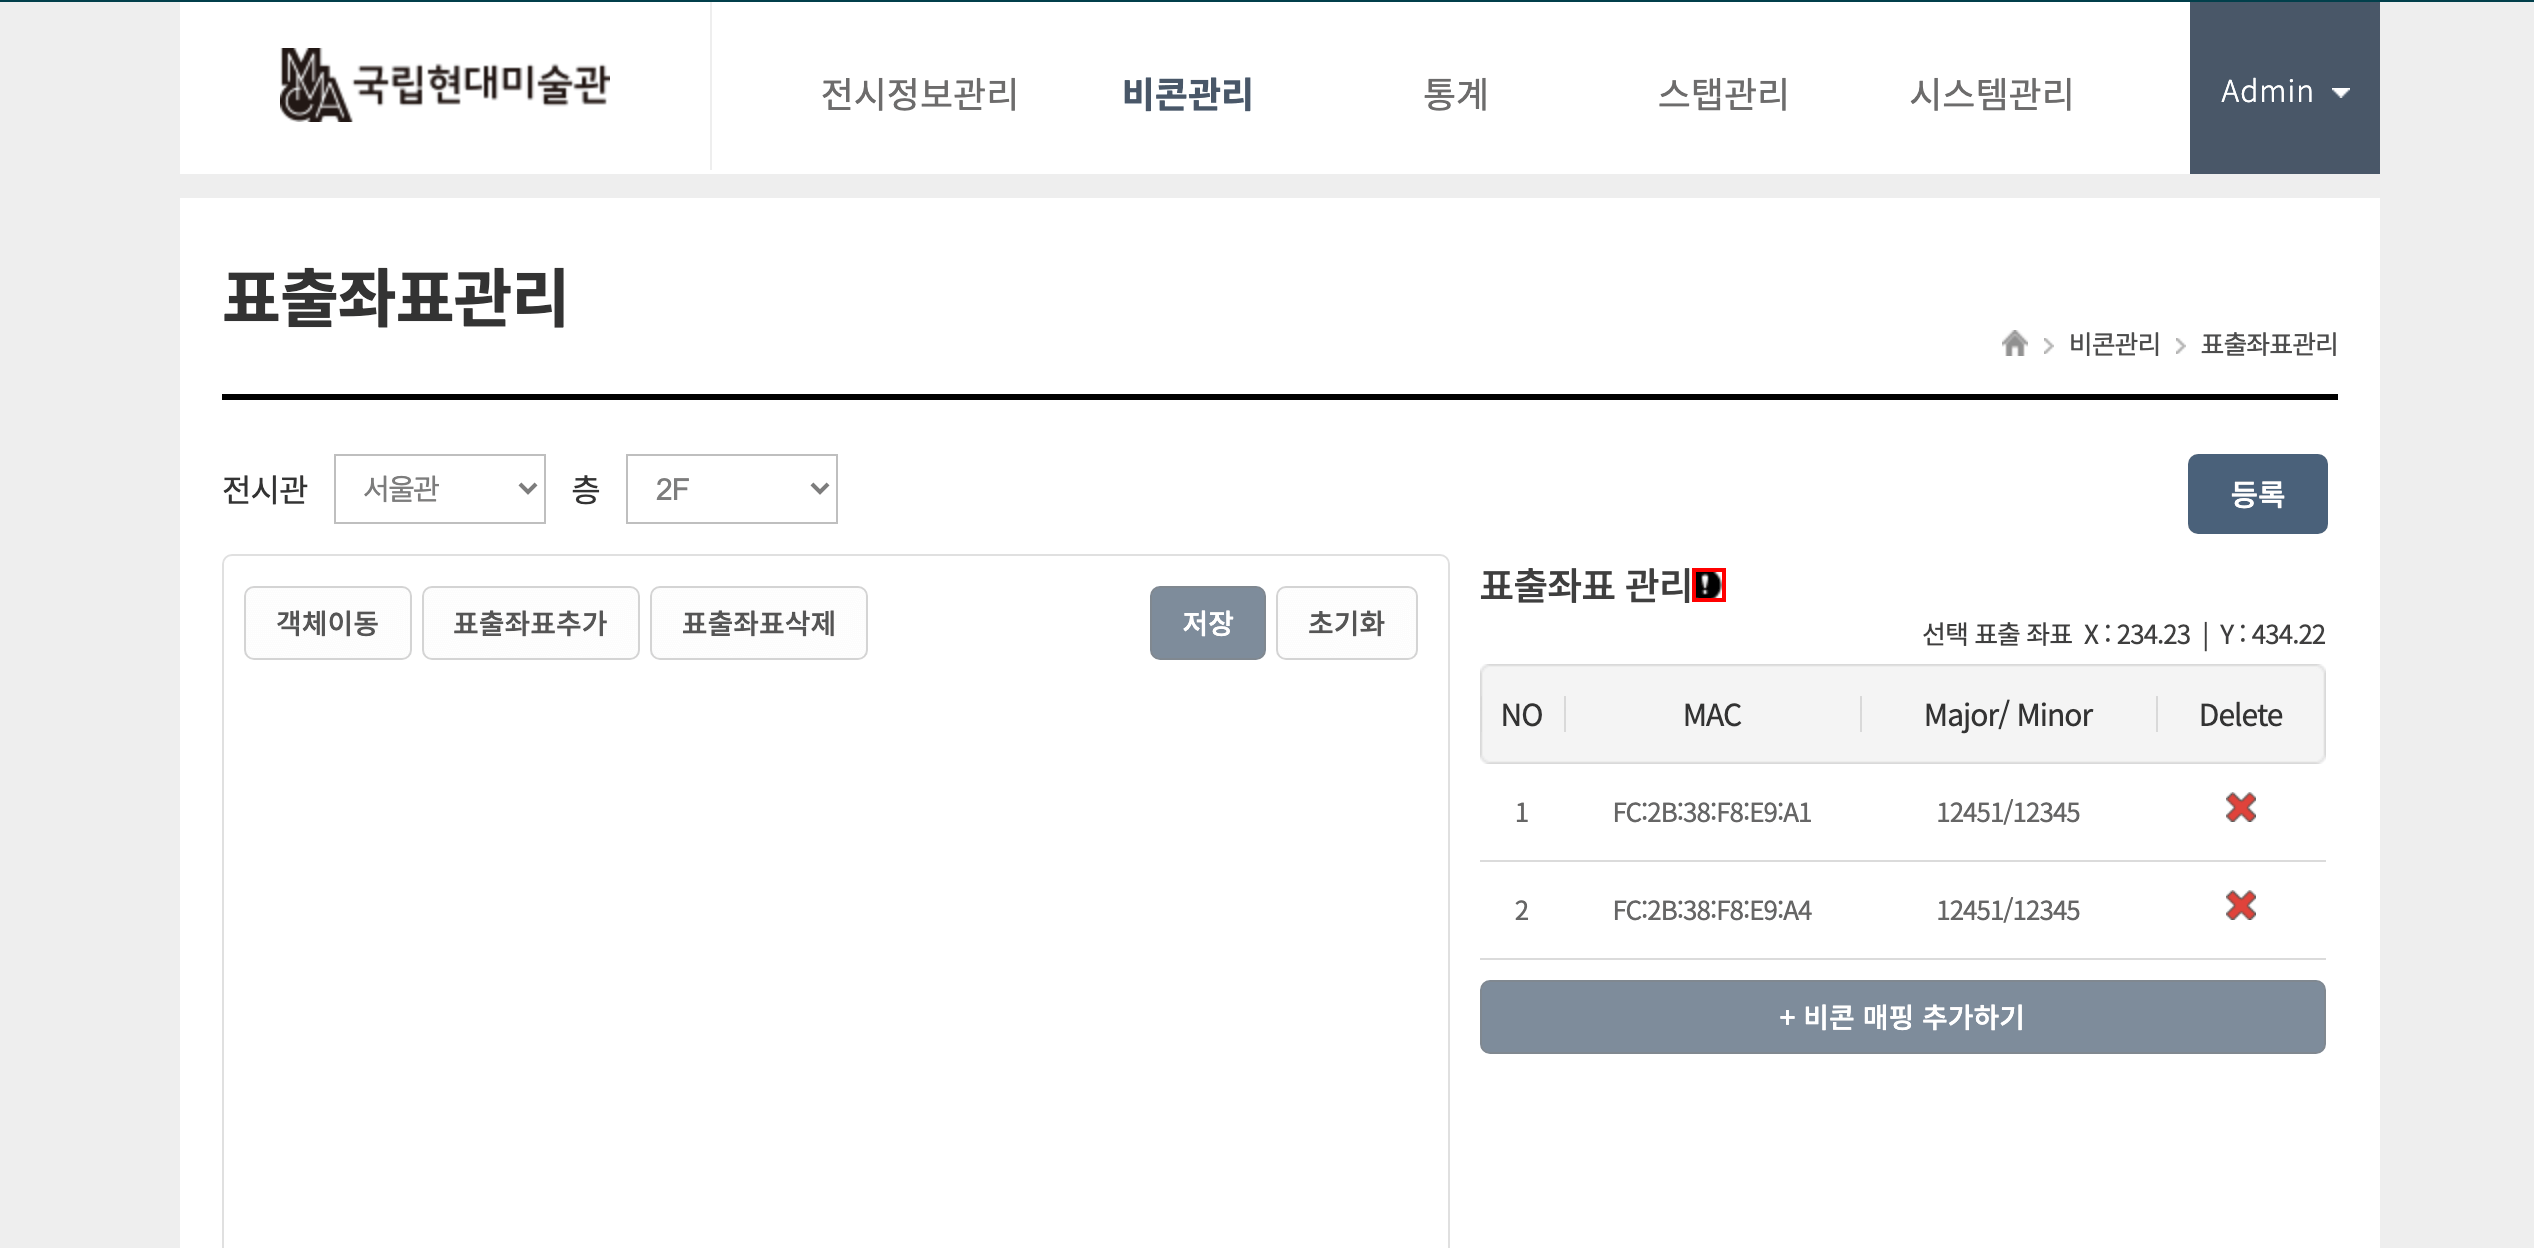 MMCA 국립현대미술관
전시정보관리 비콘관리 통계 스탭관리 시스템관리 Admin
표출좌표관리
비콘관리 > 표출좌표관리
전시관 서울관 층 2F 등록
객체이동 표출좌표추가 표출좌표삭제 저장 초기화
표출좌표 관리
선택 표출 좌표 X : 234.23 | Y : 434.22
NO MAC Major/ Minor Delete
1 FC:2B:38:F8:E9:A1 12451/12345
2 FC:2B:38:F8:E9:A4 12451/12345
+ 비콘 매핑 추가하기